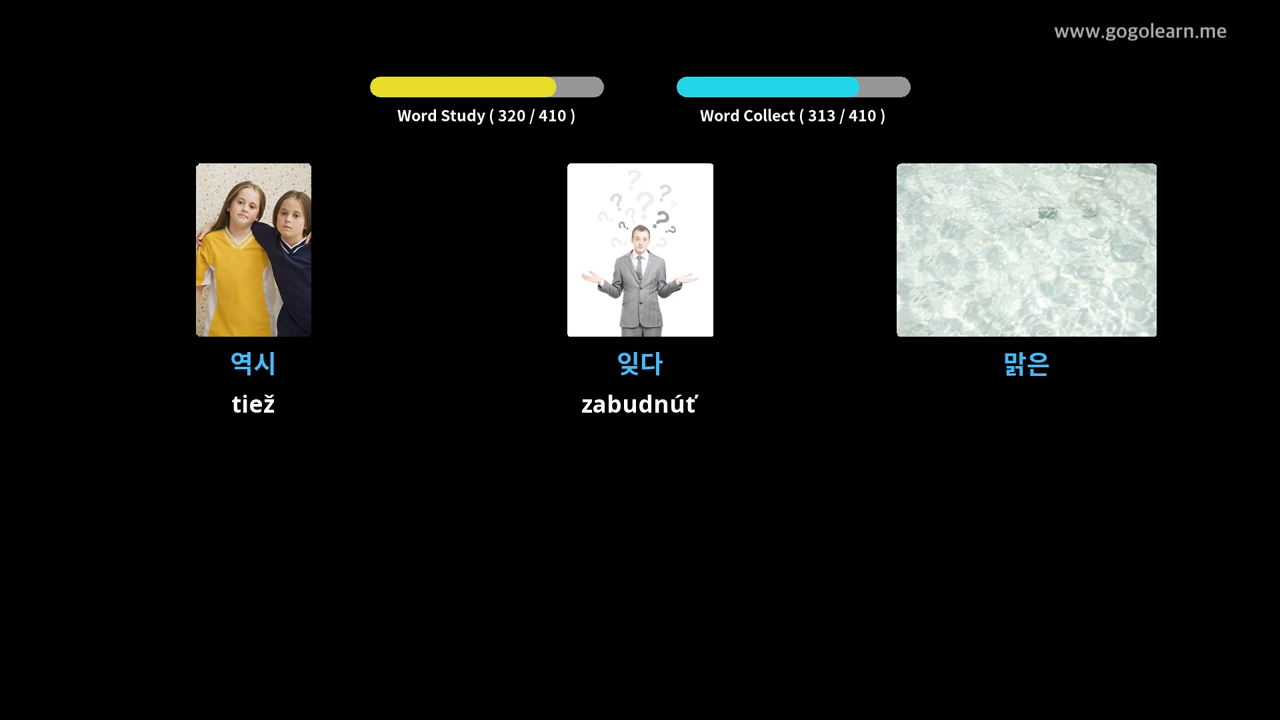 www.gogolearn.me
Word Study ( 320 / 410 )
Word Collect ( 313 / 410 )
역시
잊다
맑은
tiež
zabudnúť